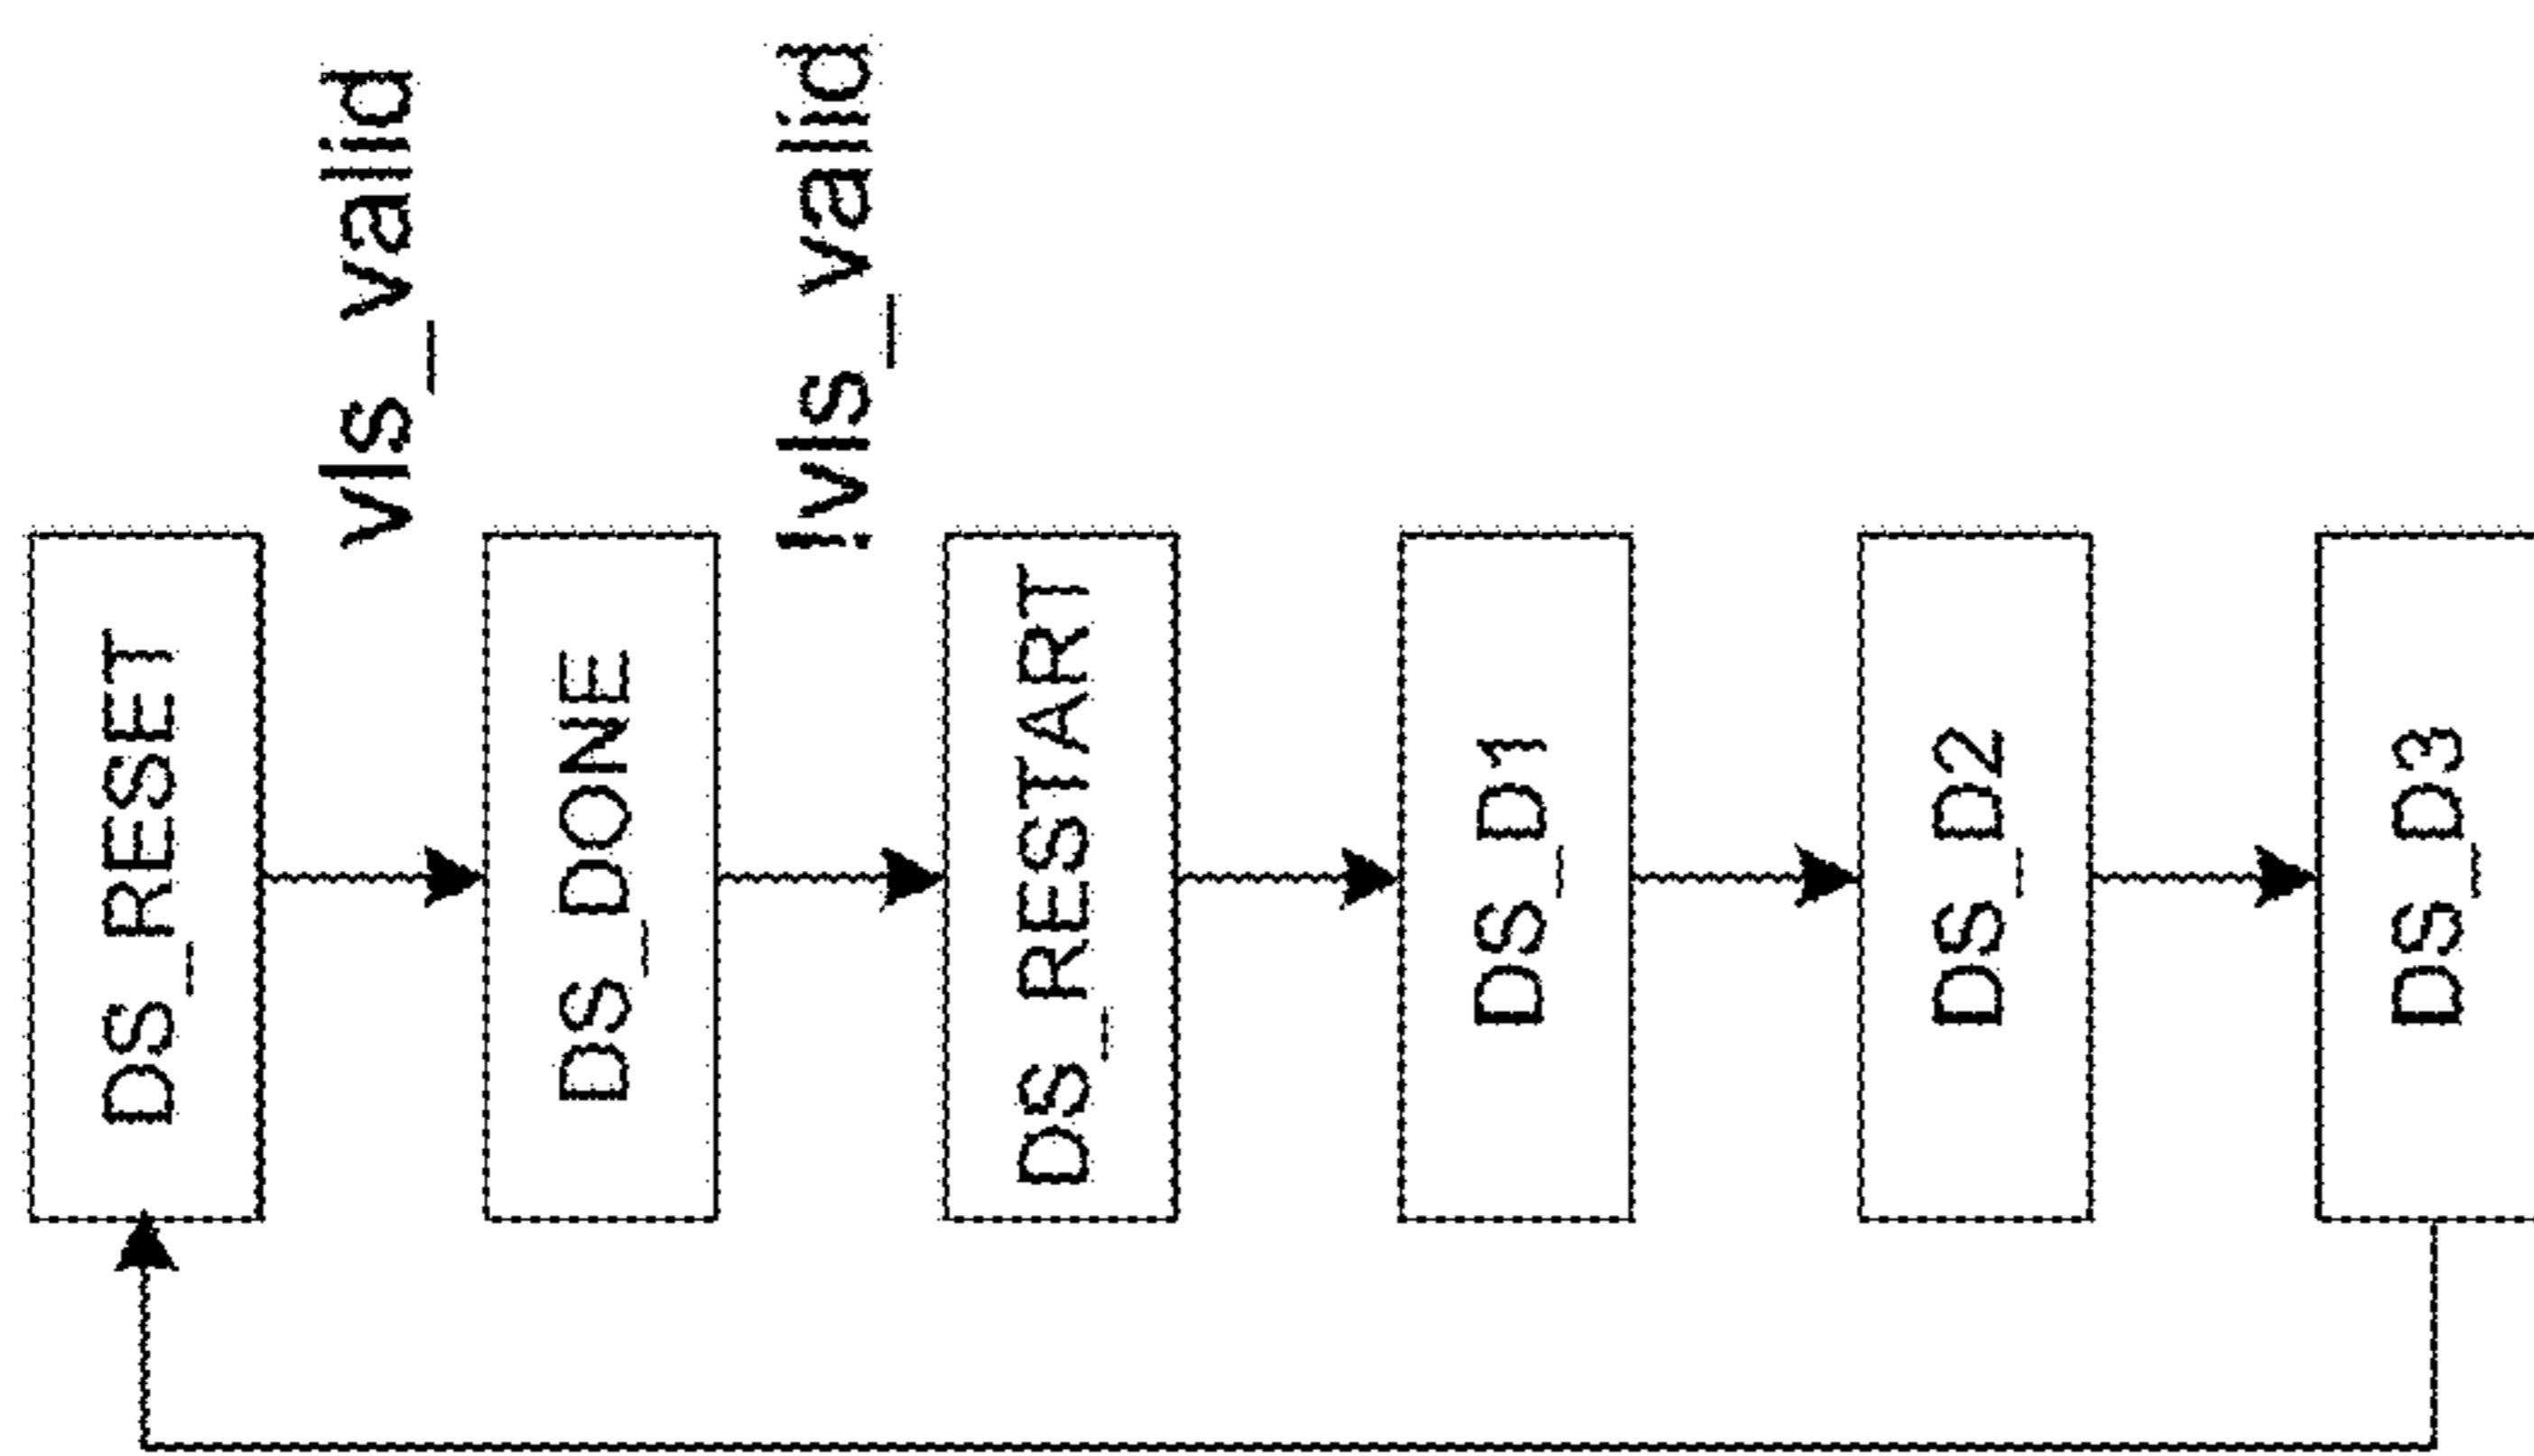 DS_RESET
vls_valid
DS_DONE
!vls_valid
DS_RESTART
DS_D1
DS_D2
DS_D3